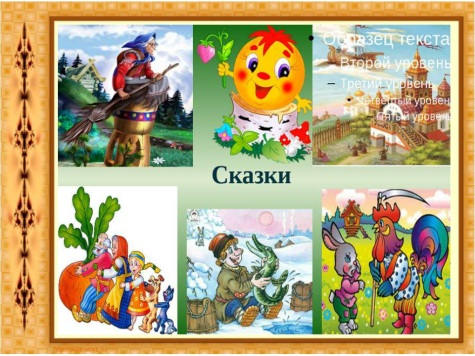 Образец текста
Второй уровень
Третий уровень
Четвертый уровень
Пятый уровень
Сказки